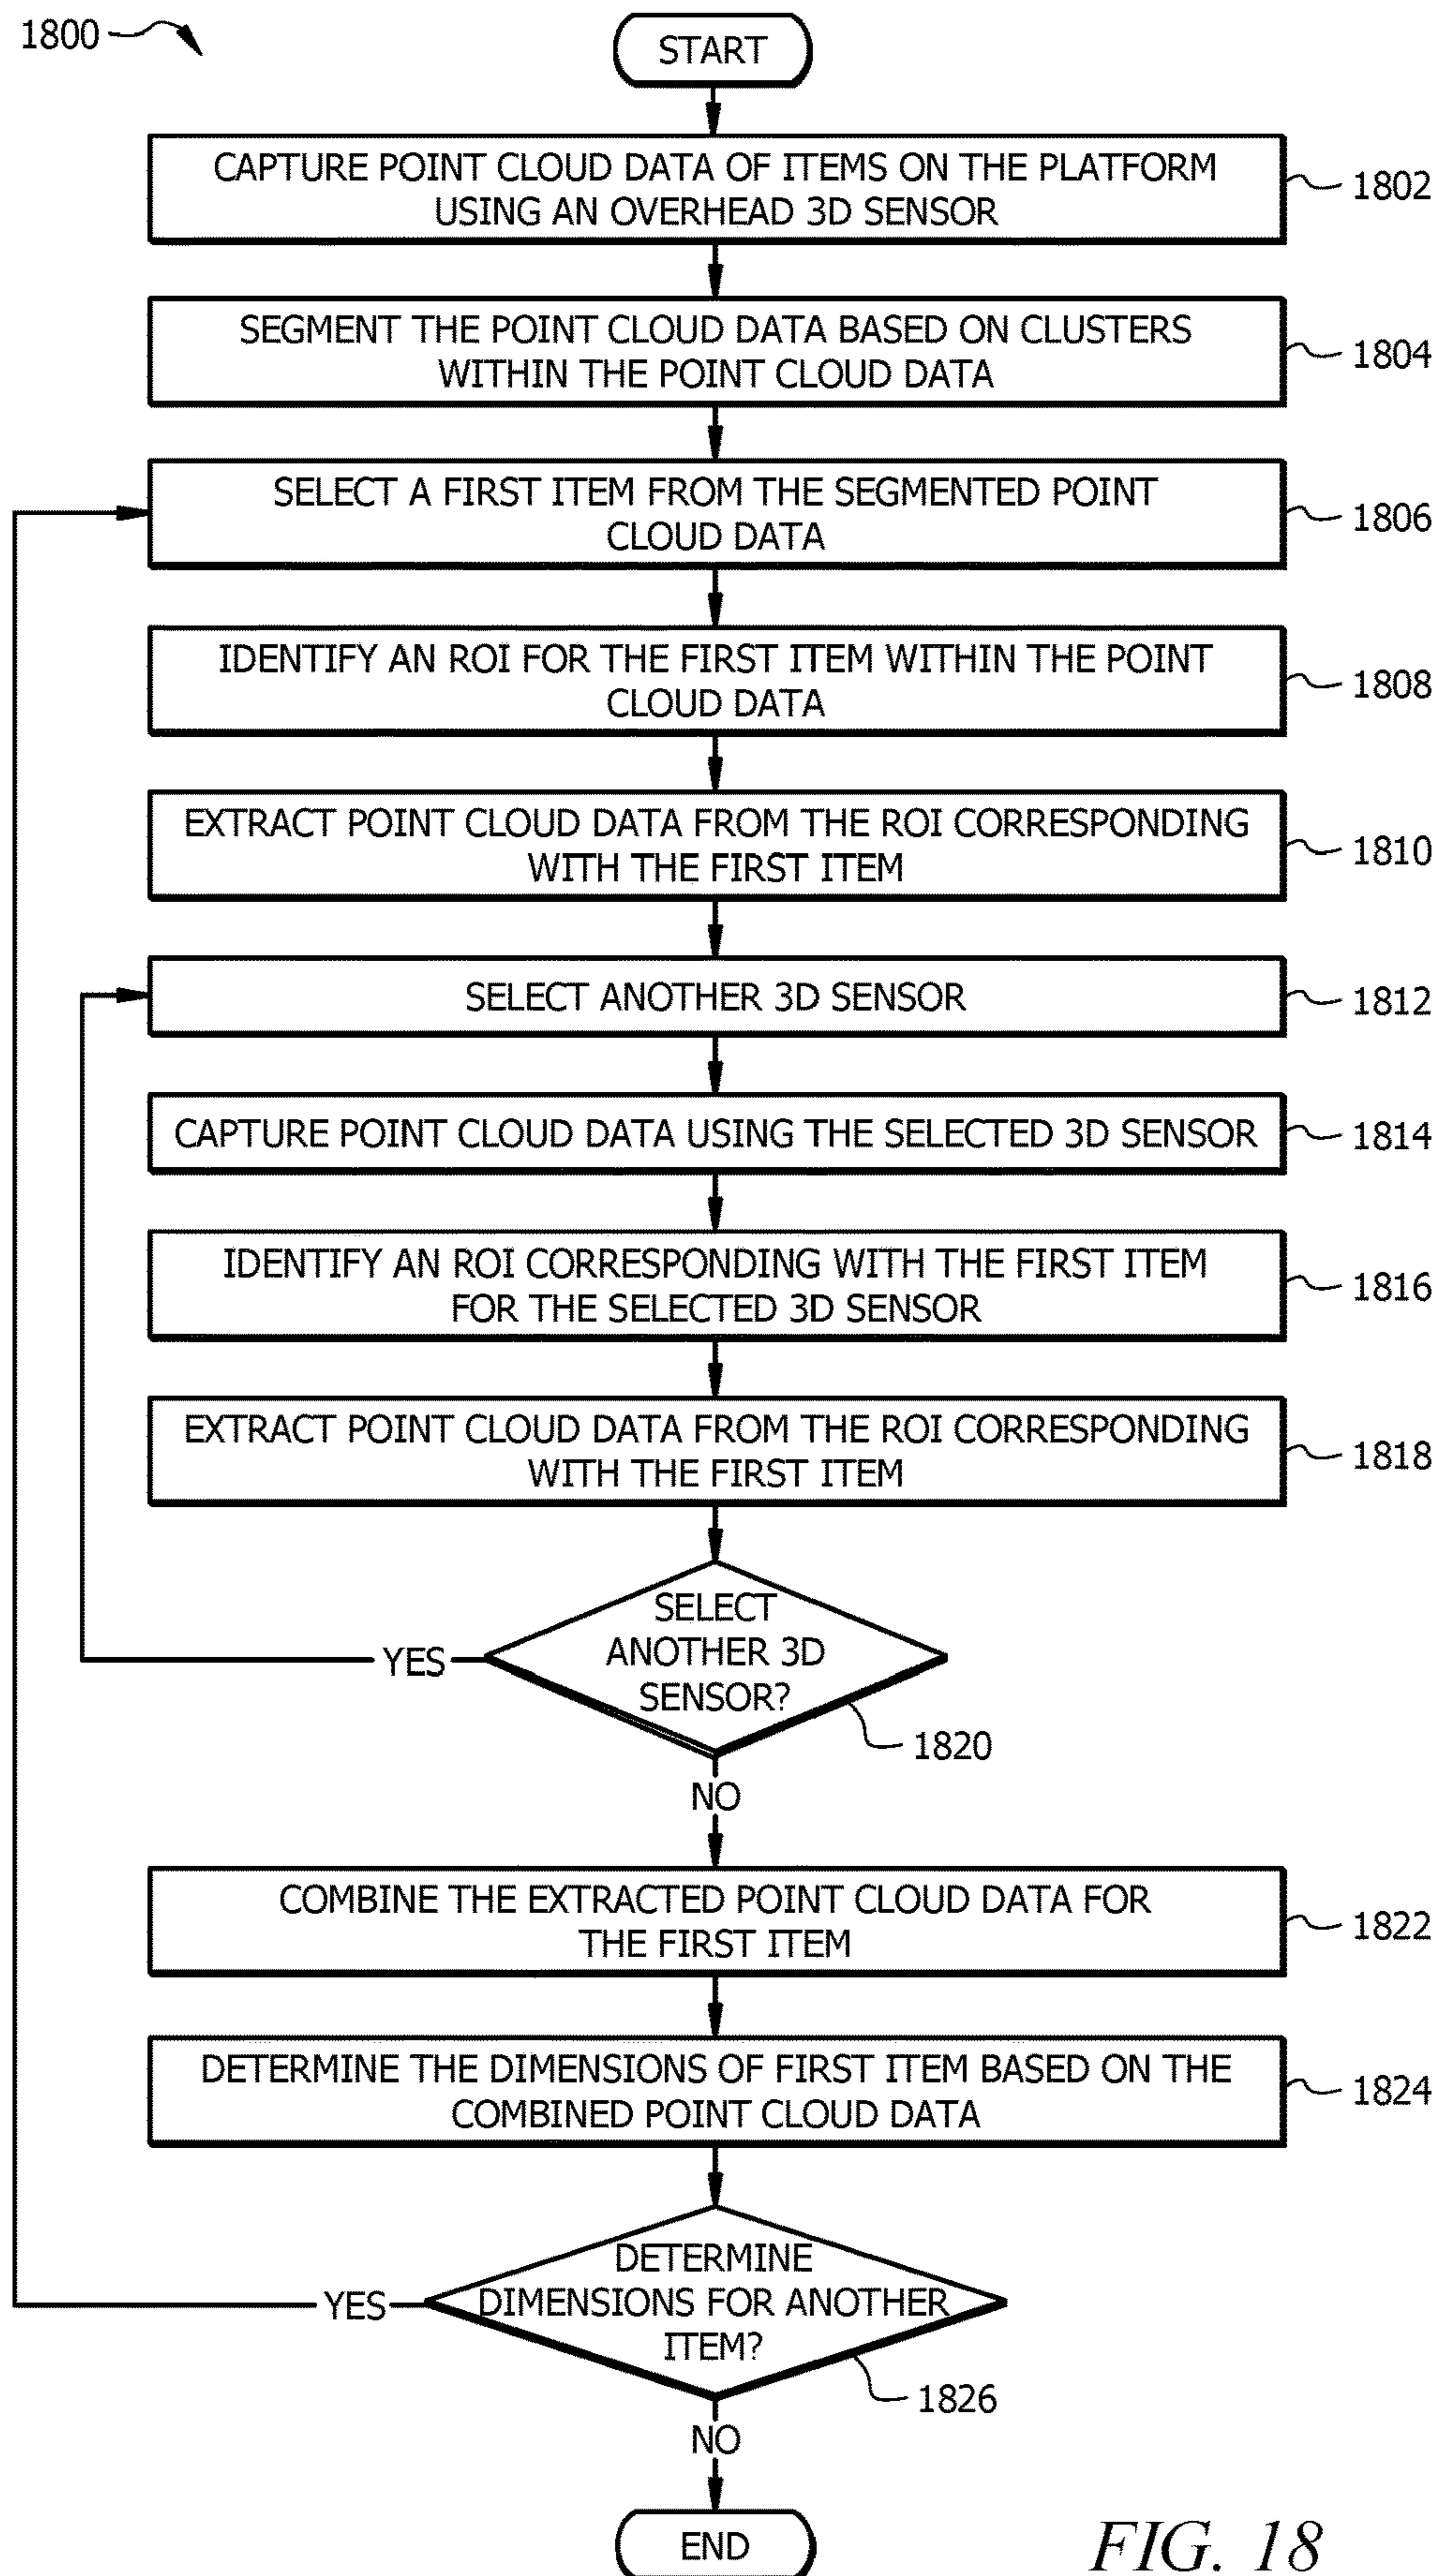 1800
START
CAPTURE POINT CLOUD DATA OF ITEMS ON THE PLATFORM
USING AN OVERHEAD 3D SENSOR
1802
SEGMENT THE POINT CLOUD DATA BASED ON CLUSTERS
WITHIN THE POINT CLOUD DATA
1804
SELECT A FIRST ITEM FROM THE SEGMENTED POINT
CLOUD DATA
1806
IDENTIFY AN ROI FOR THE FIRST ITEM WITHIN THE POINT
CLOUD DATA
1808
EXTRACT POINT CLOUD DATA FROM THE ROI CORRESPONDING
WITH THE FIRST ITEM
1810
SELECT ANOTHER 3D SENSOR
1812
CAPTURE POINT CLOUD DATA USING THE SELECTED 3D SENSOR
1814
IDENTIFY AN ROI CORRESPONDING WITH THE FIRST ITEM
FOR THE SELECTED 3D SENSOR
1816
EXTRACT POINT CLOUD DATA FROM THE ROI CORRESPONDING
WITH THE FIRST ITEM
1818
SELECT
ANOTHER 3D
SENSOR?
YES
1820
NO
COMBINE THE EXTRACTED POINT CLOUD DATA FOR
THE FIRST ITEM
1822
DETERMINE THE DIMENSIONS OF FIRST ITEM BASED ON THE
COMBINED POINT CLOUD DATA
1824
DETERMINE
DIMENSIONS FOR ANOTHER
ITEM?
YES
1826
NO
END
FIG. 18